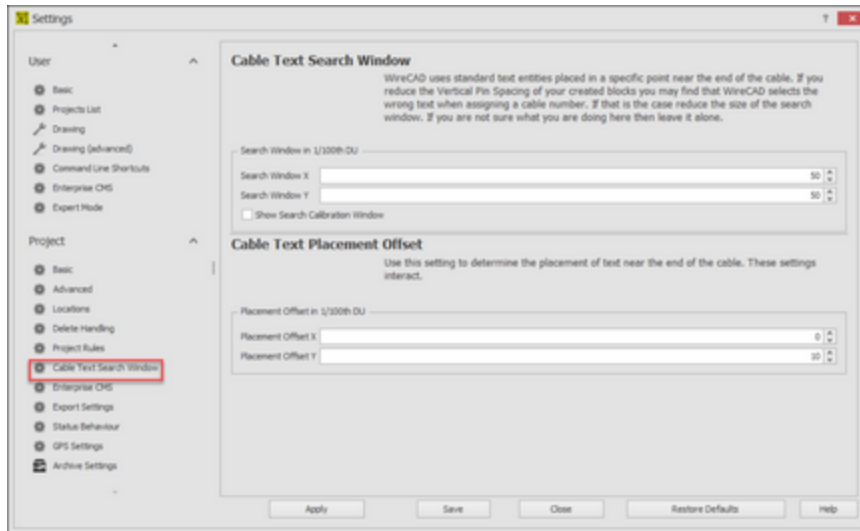 Settings
?
User
Basic
Projects List
Drawing
Drawing (advanced)
Command Line Shortcuts
Enterprise CMS
Expert Mode
Project
Basic
Advanced
Locations
Delete Handling
Project Rules
Cable Text Search Window
Enterprise CMS
Export Settings
Status Behaviour
GPS Settings
Archive Settings
Cable Text Search Window
WireCAD uses standard text entities placed in a specific point near the end of the cable. If you
reduce the Vertical Pin Spacing of your created blocks you may find that WireCAD selects the
wrong text when assigning a cable number. If that is the case reduce the size of the search
window. If you are not sure what you are doing here then leave it alone.
Search Window in 1/100th DU
Search Window X 50
Search Window Y 50
Show Search Calibration Window
Cable Text Placement Offset
Use this setting to determine the placement of text near the end of the cable. These settings
interact.
Placement Offset in 1/100th DU
Placement Offset X 0
Placement Offset Y 10
Apply Save Close Restore Defaults Help